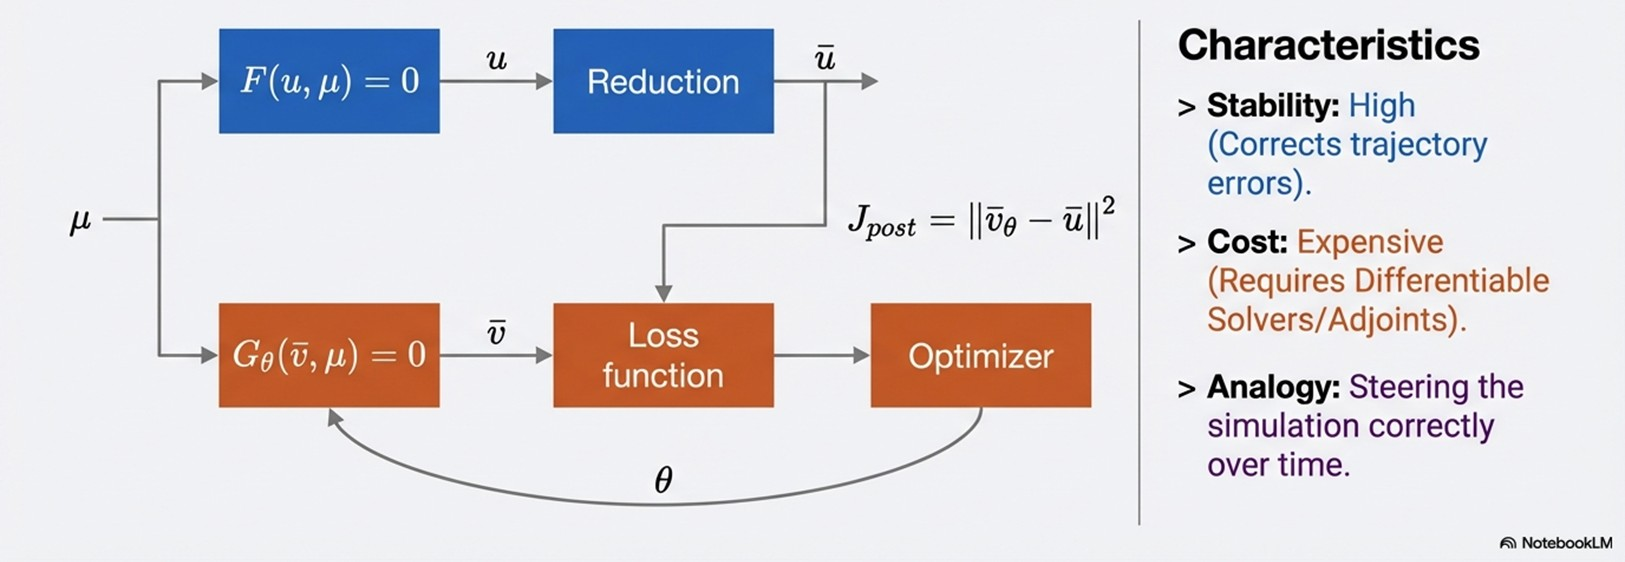 F(u, μ) = 0
u
Reduction
ū
μ
J_post = ||v̄_θ − ū||²
G_θ(v̄, μ) = 0
v̄
Loss
function
Optimizer
θ
Characteristics
> Stability: High
(Corrects trajectory
errors).
> Cost: Expensive
(Requires Differentiable
Solvers/Adjoints).
> Analogy: Steering the
simulation correctly
over time.
NotebookLM